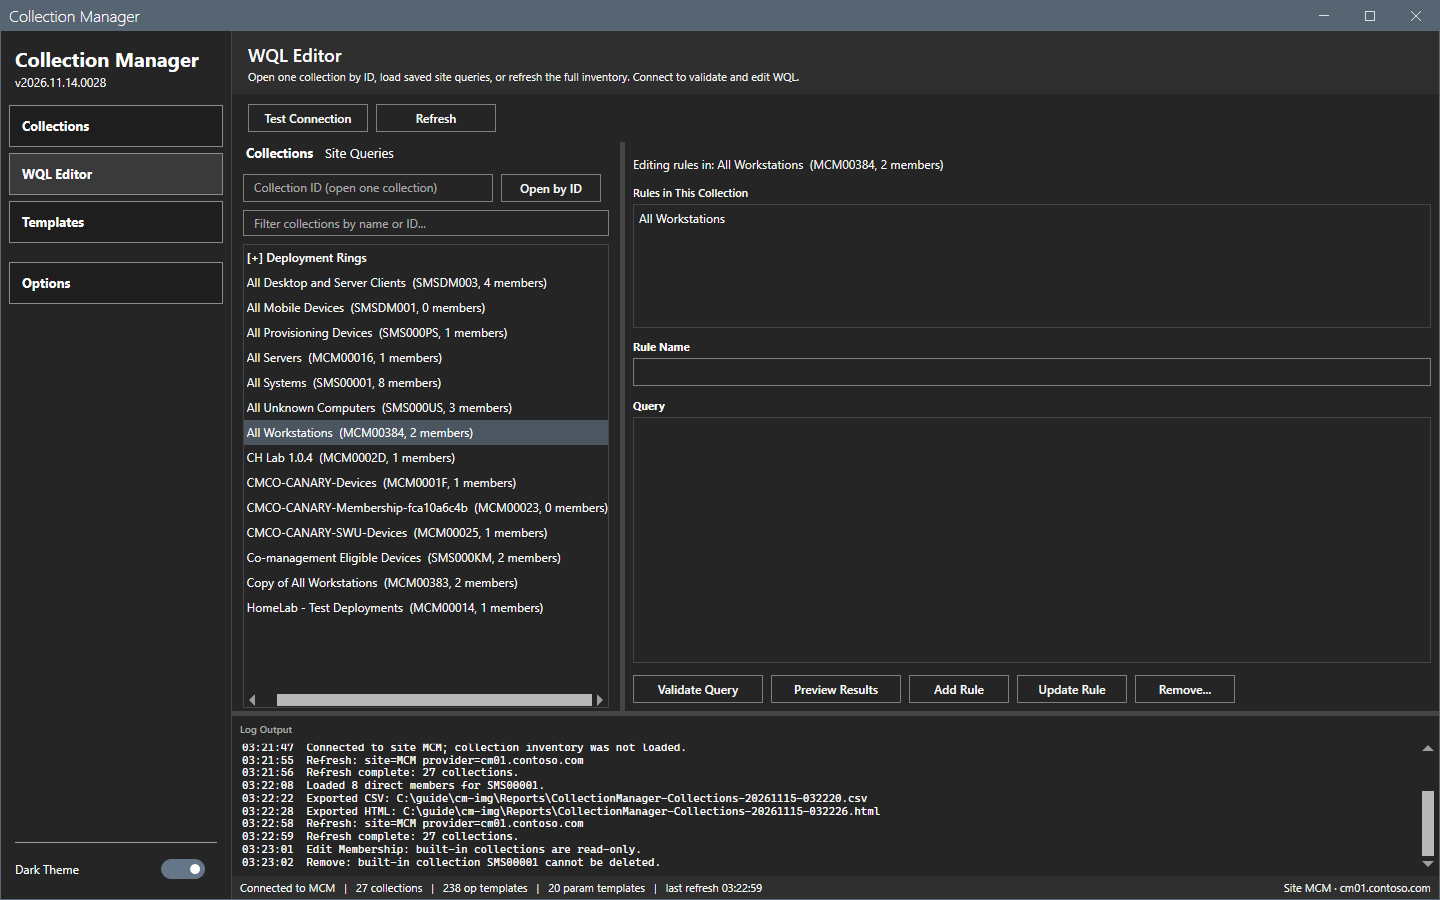 Collection Manager
Collection Manager
v2026.11.14.0028
Collections
WQL Editor
Templates
Options
Dark Theme
WQL Editor
Open one collection by ID, load saved site queries, or refresh the full inventory. Connect to validate and edit WQL.
Test Connection
Refresh
Collections Site Queries
Collection ID (open one collection)
Open by ID
Filter collections by name or ID...
[+] Deployment Rings
All Desktop and Server Clients (SMSDM003, 4 members)
All Mobile Devices (SMSDM001, 0 members)
All Provisioning Devices (SMS000PS, 1 members)
All Servers (MCM00016, 1 members)
All Systems (SMS00001, 8 members)
All Unknown Computers (SMS000US, 3 members)
All Workstations (MCM00384, 2 members)
CH Lab 1.0.4 (MCM0002D, 1 members)
CMCO-CANARY-Devices (MCM0001F, 1 members)
CMCO-CANARY-Membership-fca10a6c4b (MCM00023, 0 members)
CMCO-CANARY-SWU-Devices (MCM00025, 1 members)
Co-management Eligible Devices (SMS000KM, 2 members)
Copy of All Workstations (MCM00383, 2 members)
HomeLab - Test Deployments (MCM00014, 1 members)
Editing rules in: All Workstations (MCM00384, 2 members)
Rules in This Collection
All Workstations
Rule Name
Query
Validate Query
Preview Results
Add Rule
Update Rule
Remove...
Log Output
03:21:47 Connected to site MCM; collection inventory was not loaded.
03:21:55 Refresh: site=MCM provider=cm01.contoso.com
03:21:56 Refresh complete: 27 collections.
03:22:08 Loaded 8 direct members for SMS00001.
03:22:22 Exported CSV: C:\guide\cm-img\Reports\CollectionManager-Collections-20261115-032220.csv
03:22:28 Exported HTML: C:\guide\cm-img\Reports\CollectionManager-Collections-20261115-032226.html
03:22:58 Refresh: site=MCM provider=cm01.contoso.com
03:22:59 Refresh complete: 27 collections.
03:23:01 Edit Membership: built-in collections are read-only.
03:23:02 Remove: built-in collection SMS00001 cannot be deleted.
Connected to MCM | 27 collections | 238 op templates | 20 param templates | last refresh 03:22:59
Site MCM · cm01.contoso.com